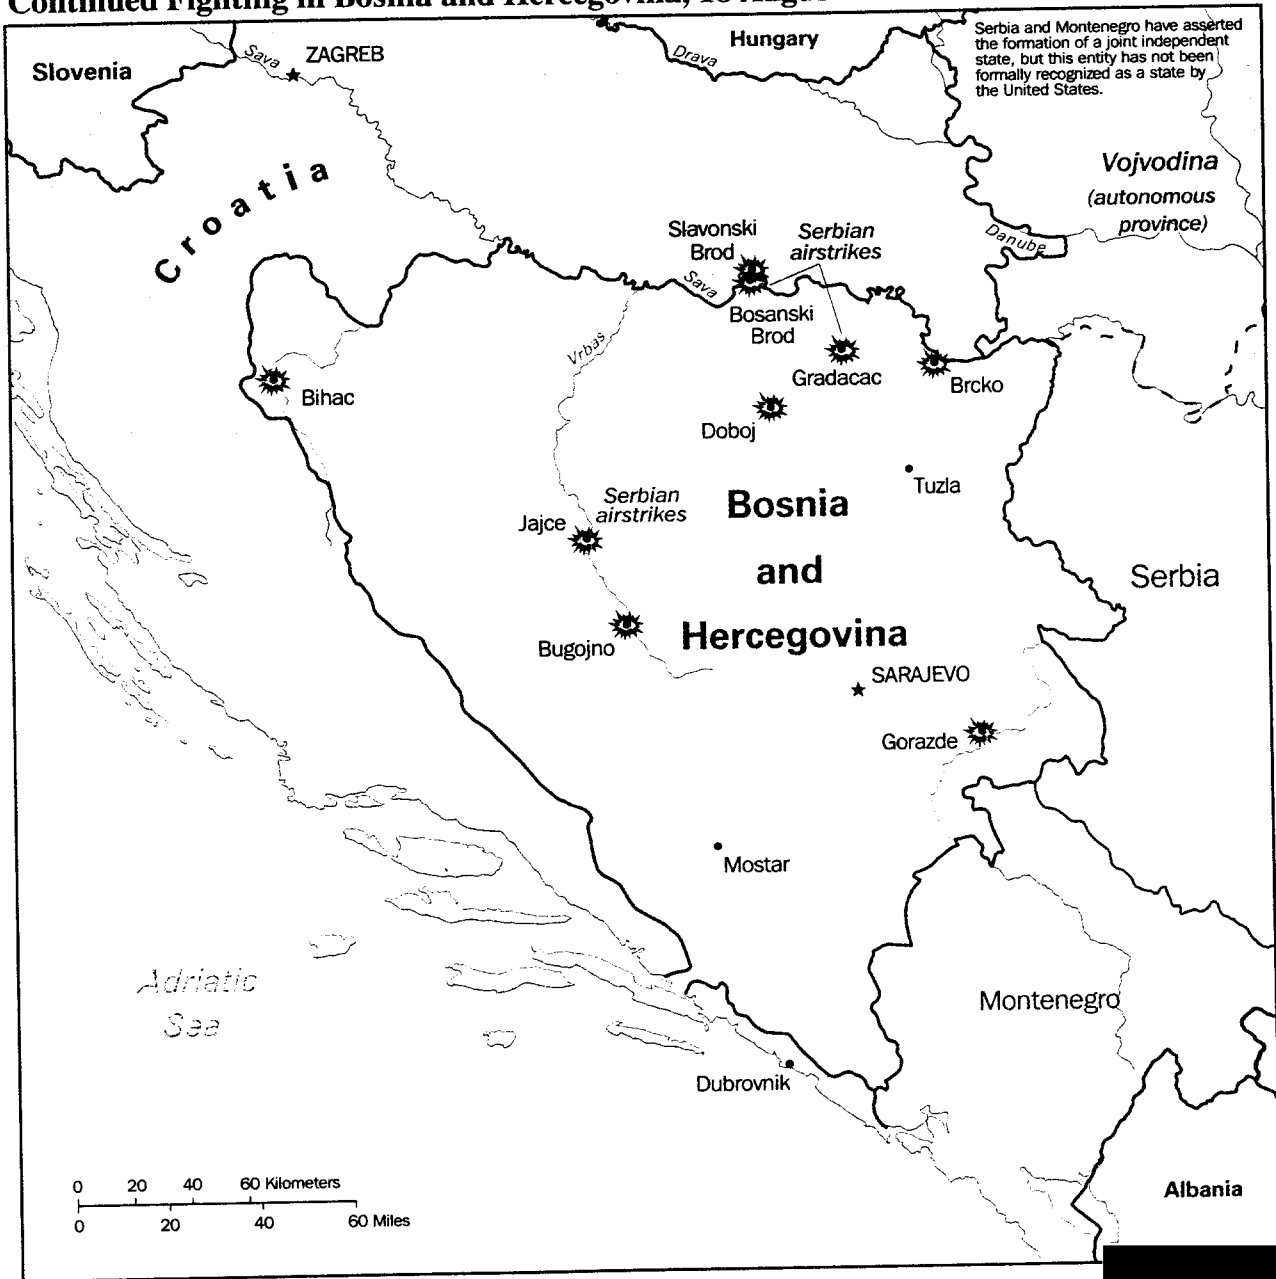 Continued Fighting in Bosnia and Hercegovina, 18
Serbia and Montenegro have asserted
the formation of a joint independent
state, but this entity has not been
formally recognized as a state by
the United States.
Hungary
Slovenia
Sava
ZAGREB
Drava
Croatia
Vojvodina
(autonomous
province)
Danube
Slavonski
Brod
Serbian
airstrikes
Sava
Bosanski
Brod
Vrbas
Gradacac
Brcko
Bihac
Doboj
Tuzla
Serbian
airstrikes
Jajce
Bosnia
and
Hercegovina
Serbia
Bugojno
SARAJEVO
Gorazde
Mostar
Adriatic
Sea
Montenegro
Dubrovnik
Albania
0 20 40 60 Kilometers
0 20 40 60 Miles